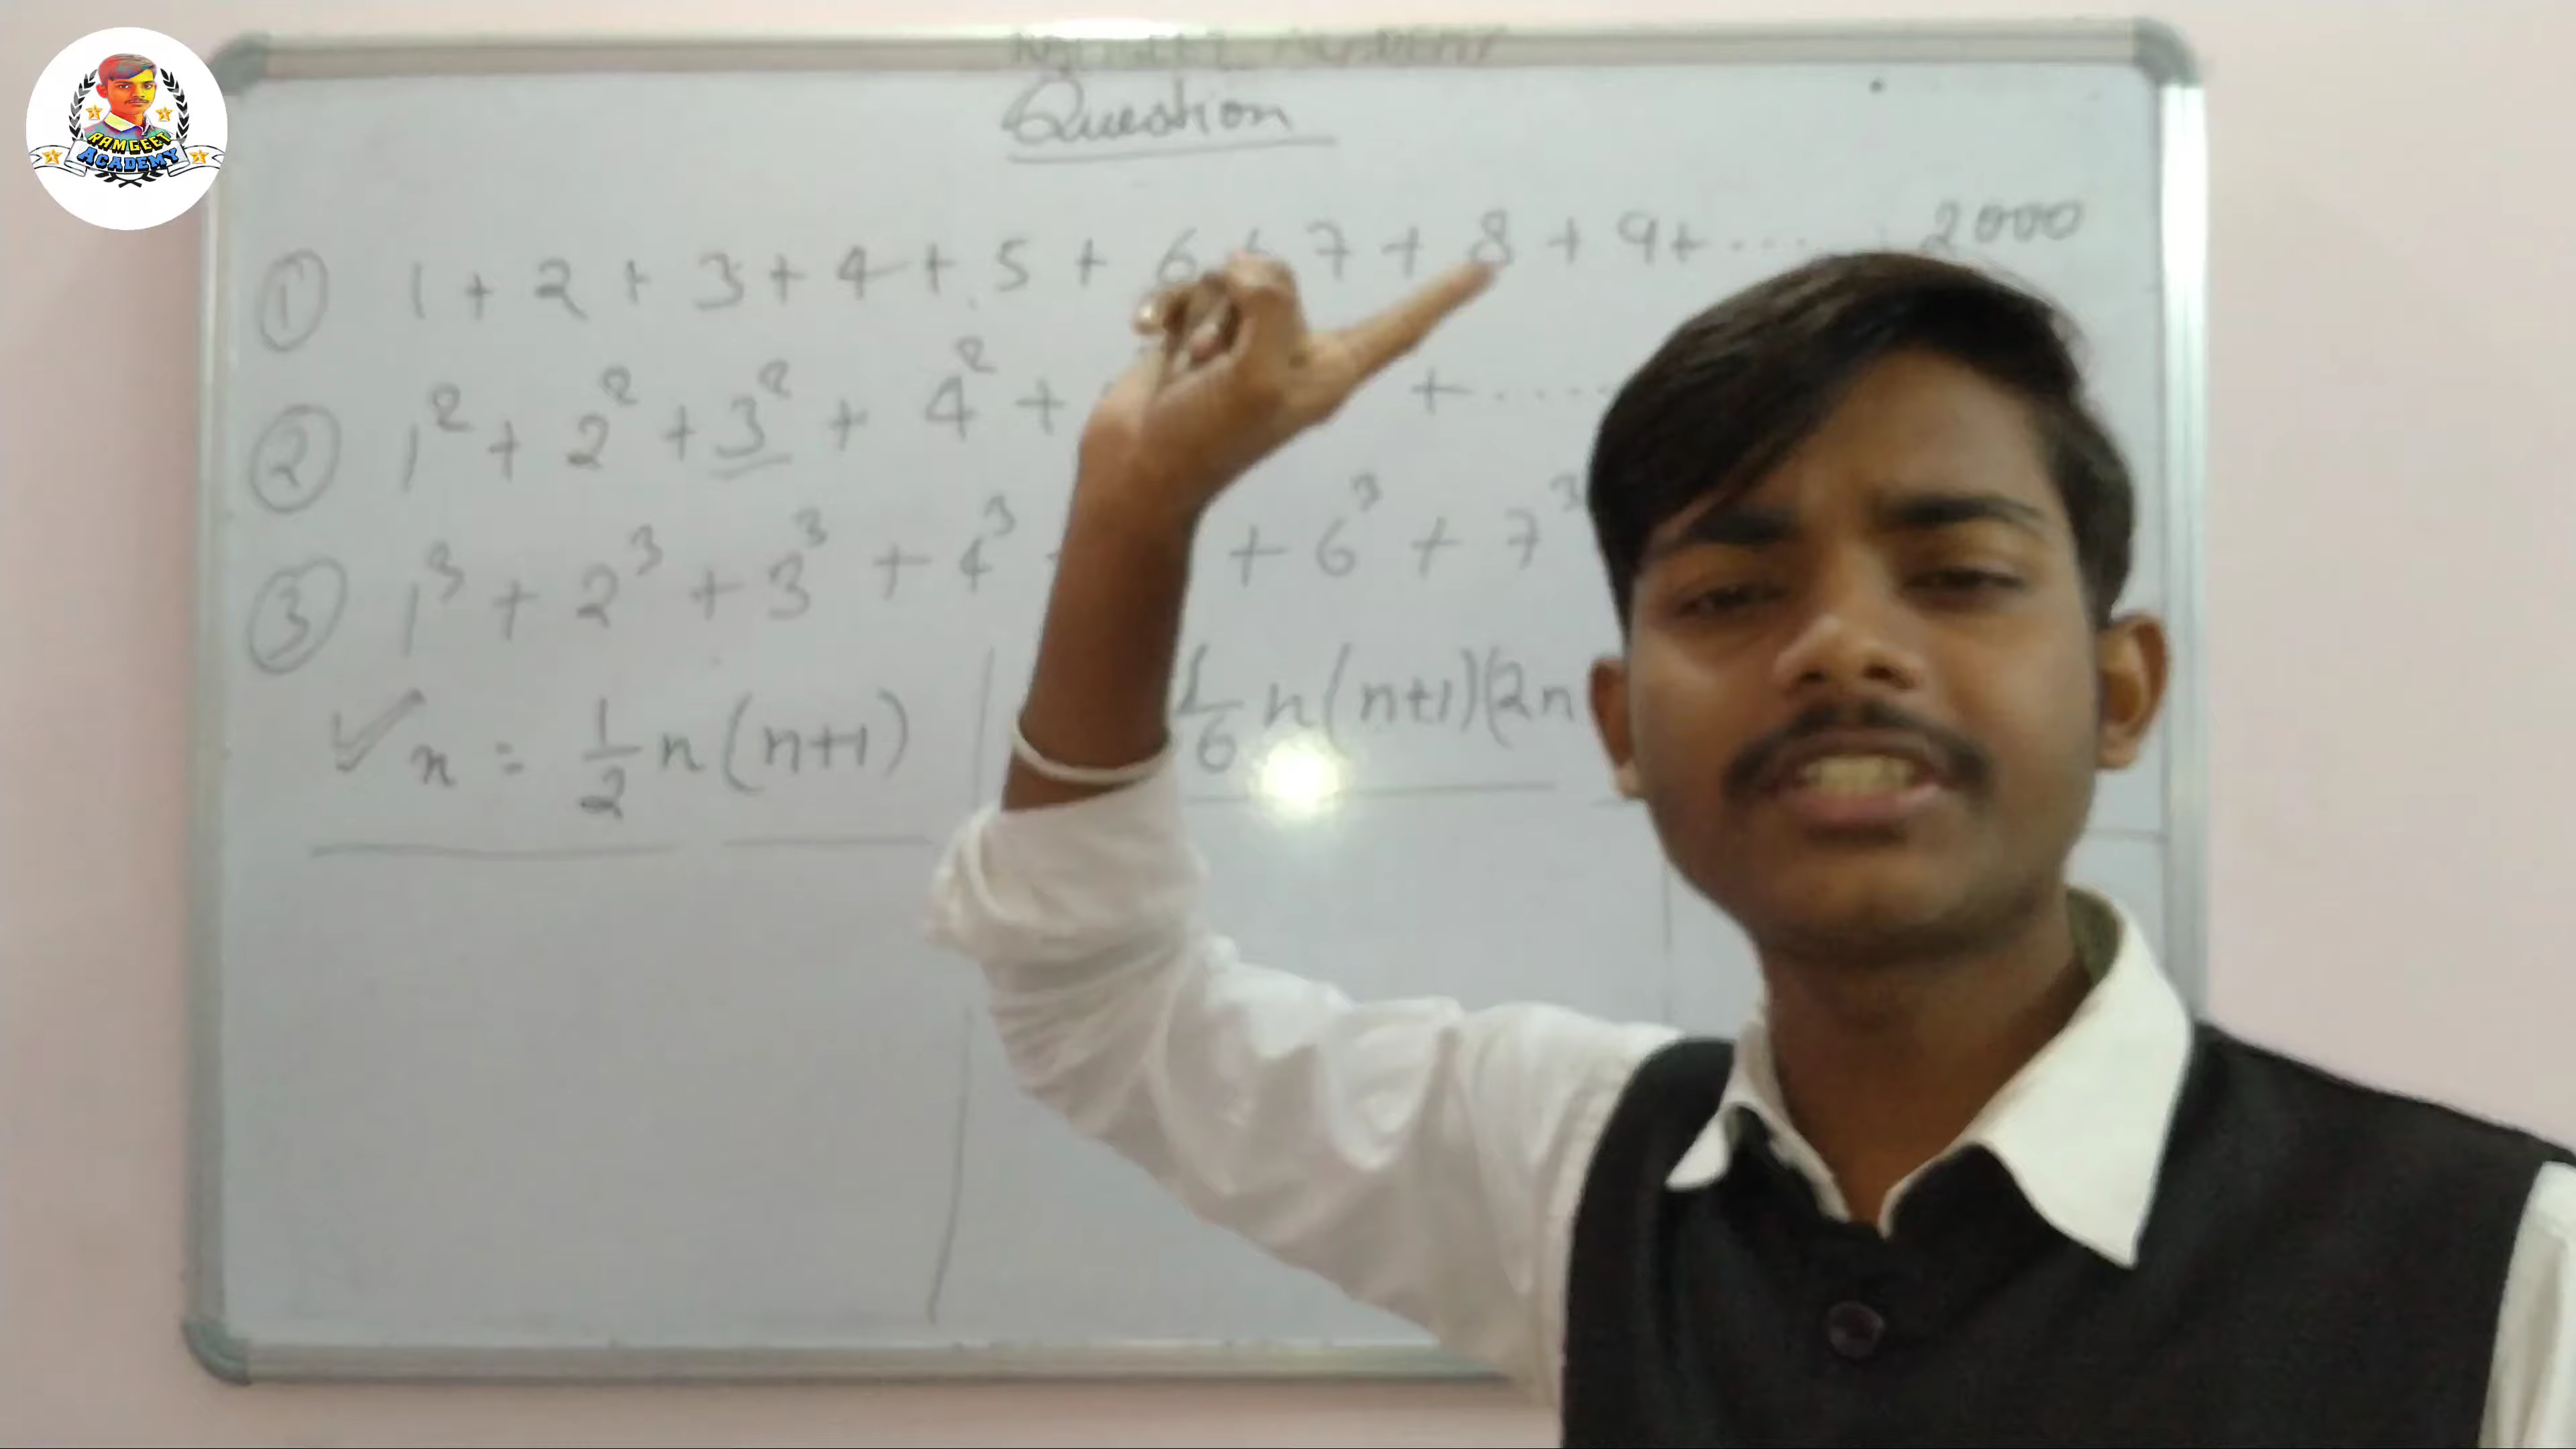 RAMGEET
ACADEMY
ACADEMY
Question
① 1 + 2 + 3 + 4 + 5 + 6 + 7 + 8 + 9 + ..... 2000
② 1² + 2² + 3² + 4² + + .....
③ 1³ + 2³ + 3³ + 4³ + 6³ + 7³
✓ n = 1/2 n(n+1)
1/6 n(n+1)(2n